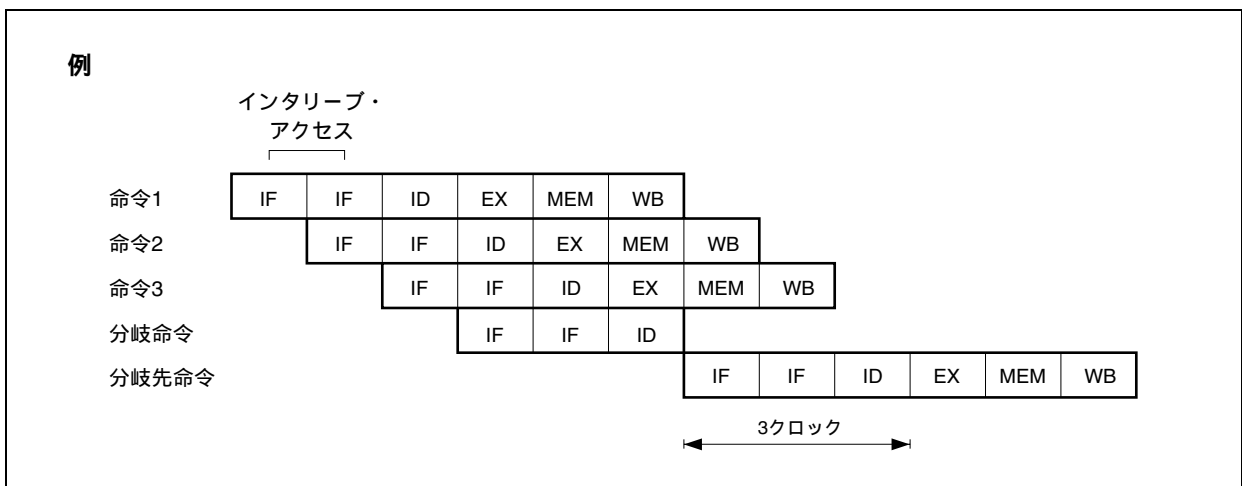 例
インタリーブ・
アクセス
命令1 IF IF ID EX MEM WB
命令2 IF IF ID EX MEM WB
命令3 IF IF ID EX MEM WB
分岐命令 IF IF ID
分岐先命令 IF IF ID EX MEM WB
3クロック